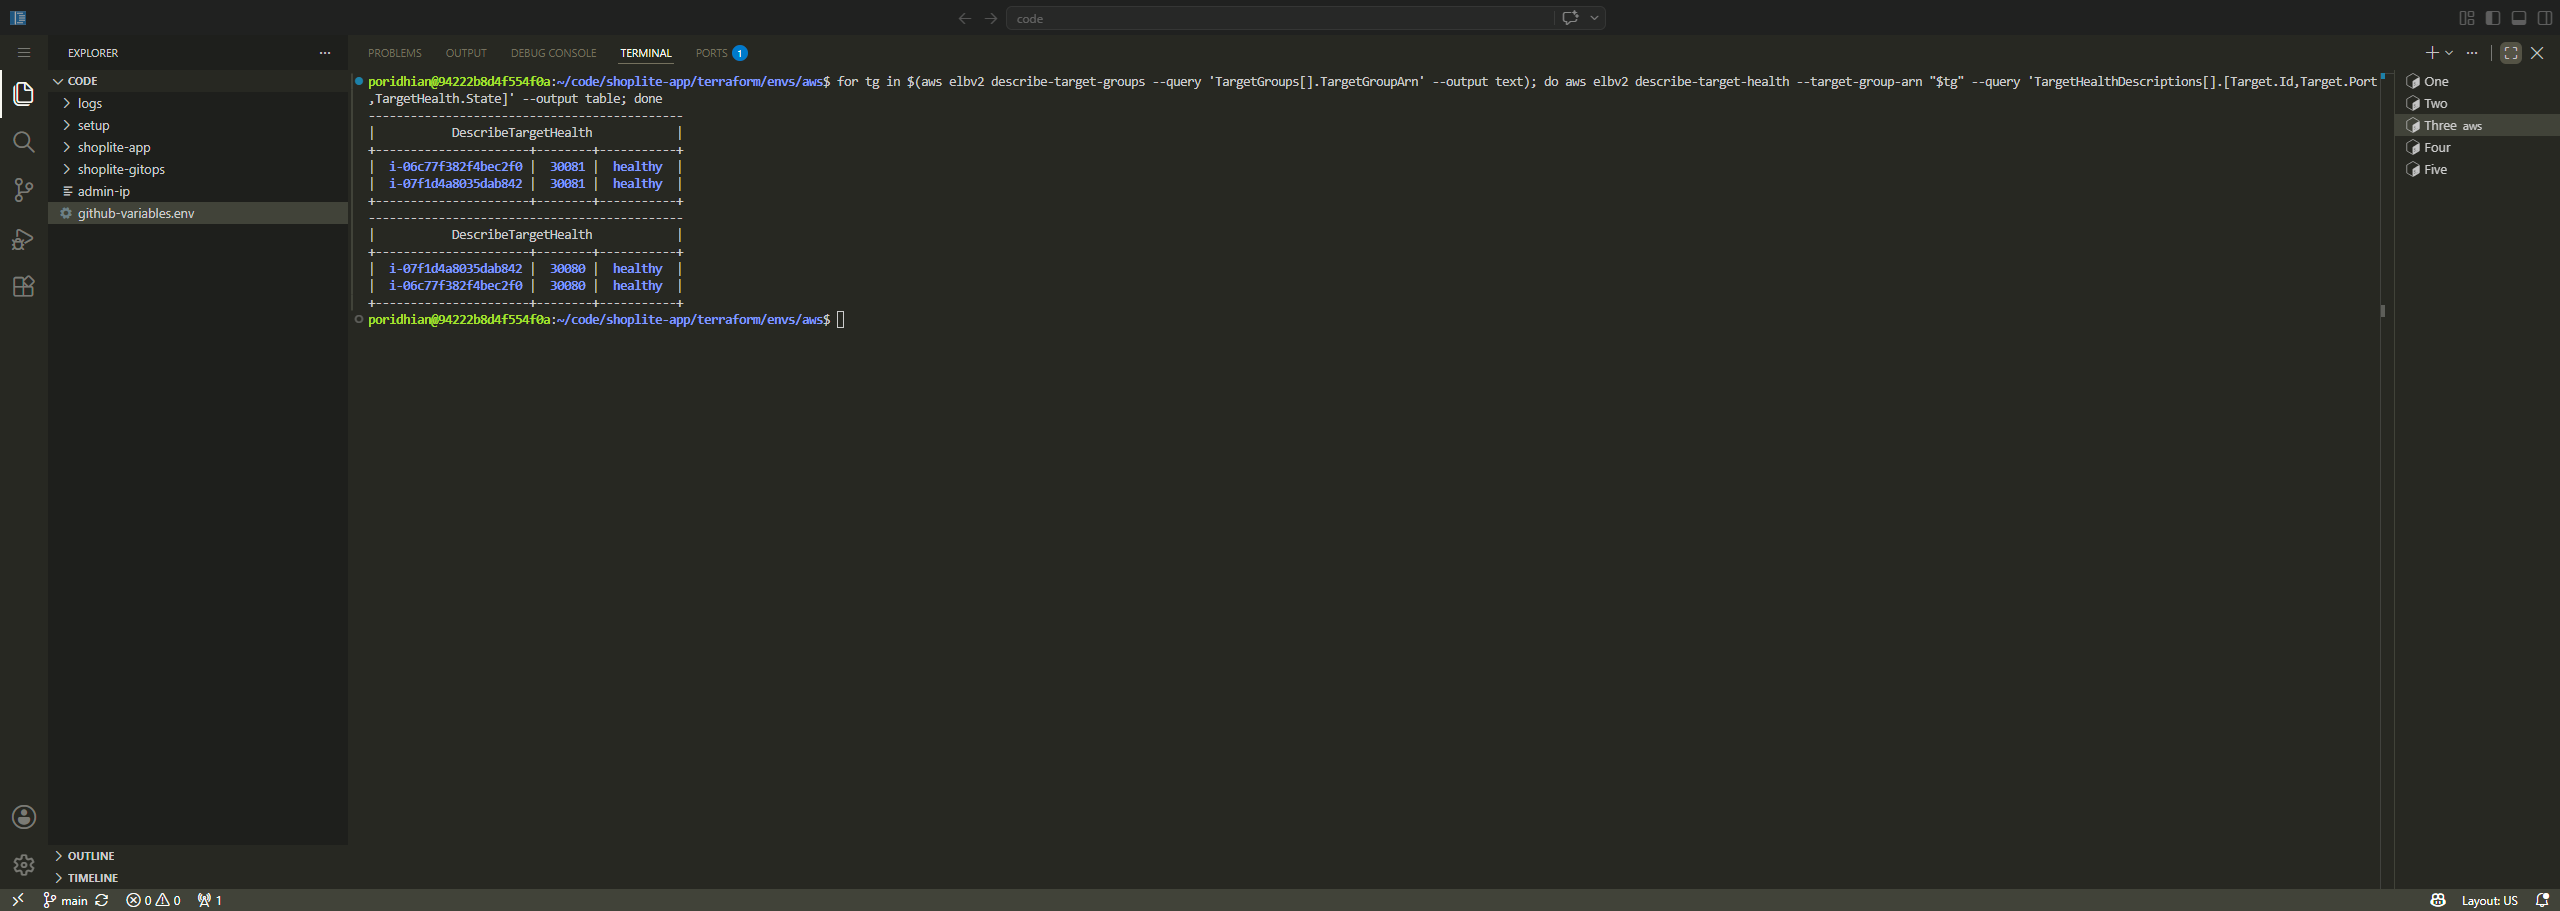 code
EXPLORER
CODE
logs
setup
shoplite-app
shoplite-gitops
admin-ip
github-variables.env
OUTLINE
TIMELINE
PROBLEMS OUTPUT DEBUG CONSOLE TERMINAL PORTS 1
poridhian@94222b8d4f554f0a:~/code/shoplite-app/terraform/envs/aws$ for tg in $(aws elbv2 describe-target-groups --query 'TargetGroups[].TargetGroupArn' --output text); do aws elbv2 describe-target-health --target-group-arn "$tg" --query 'TargetHealthDescriptions[].[Target.Id,Target.Port
,TargetHealth.State]' --output table; done
---------------------------------------------
|           DescribeTargetHealth            |
+----------------------+--------+-----------+
|  i-06c77f382f4bec2f0 |  30081 |  healthy  |
|  i-07f1d4a8035dab842 |  30081 |  healthy  |
+----------------------+--------+-----------+
---------------------------------------------
|           DescribeTargetHealth            |
+----------------------+--------+-----------+
|  i-07f1d4a8035dab842 |  30080 |  healthy  |
|  i-06c77f382f4bec2f0 |  30080 |  healthy  |
+----------------------+--------+-----------+
poridhian@94222b8d4f554f0a:~/code/shoplite-app/terraform/envs/aws$
One
Two
Three aws
Four
Five
main 0 0 1 Layout: US